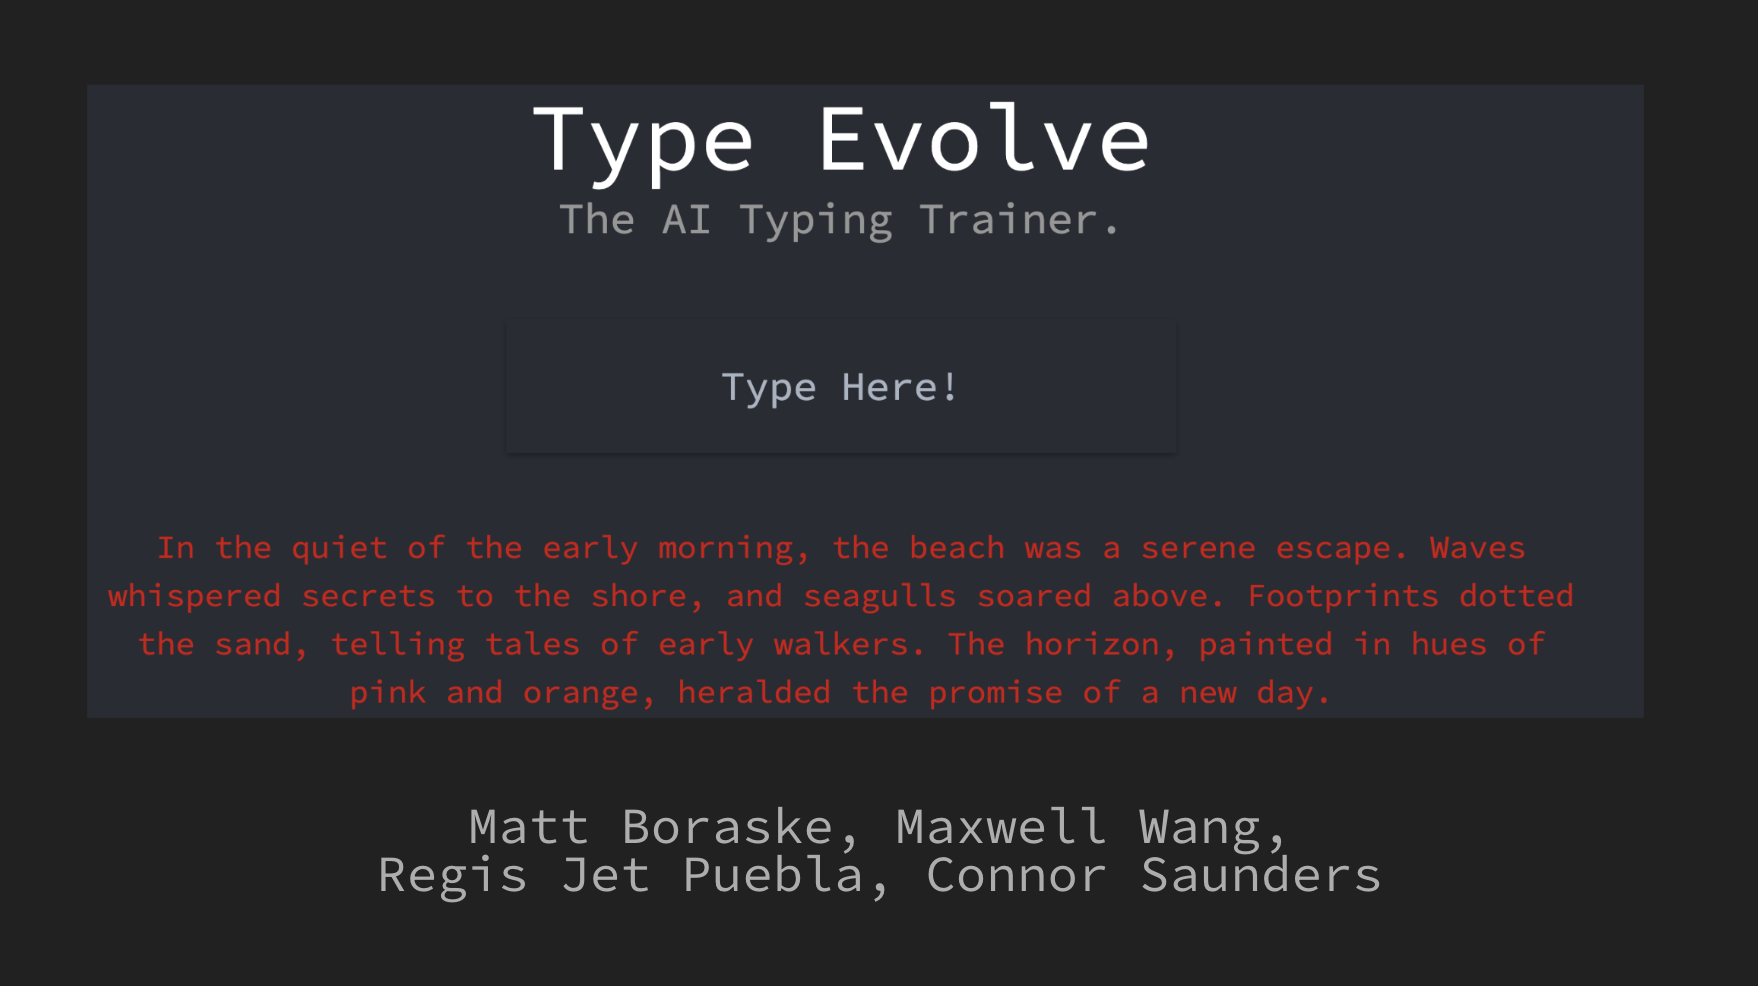 Type Evolve
The AI Typing Trainer.
Type Here!
In the quiet of the early morning, the beach was a serene escape. Waves
whispered secrets to the shore, and seagulls soared above. Footprints dotted
the sand, telling tales of early walkers. The horizon, painted in hues of
pink and orange, heralded the promise of a new day.
Matt Boraske, Maxwell Wang,
Regis Jet Puebla, Connor Saunders